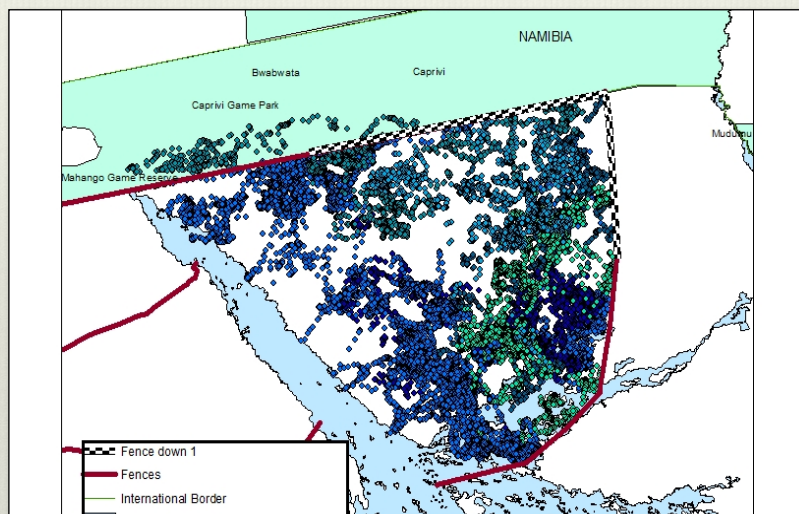 NAMIBIA
Bwabwata
Caprivi
Caprivi Game Park
Mudumu
Mahango Game Reserve
Fence down 1
Fences
International Border